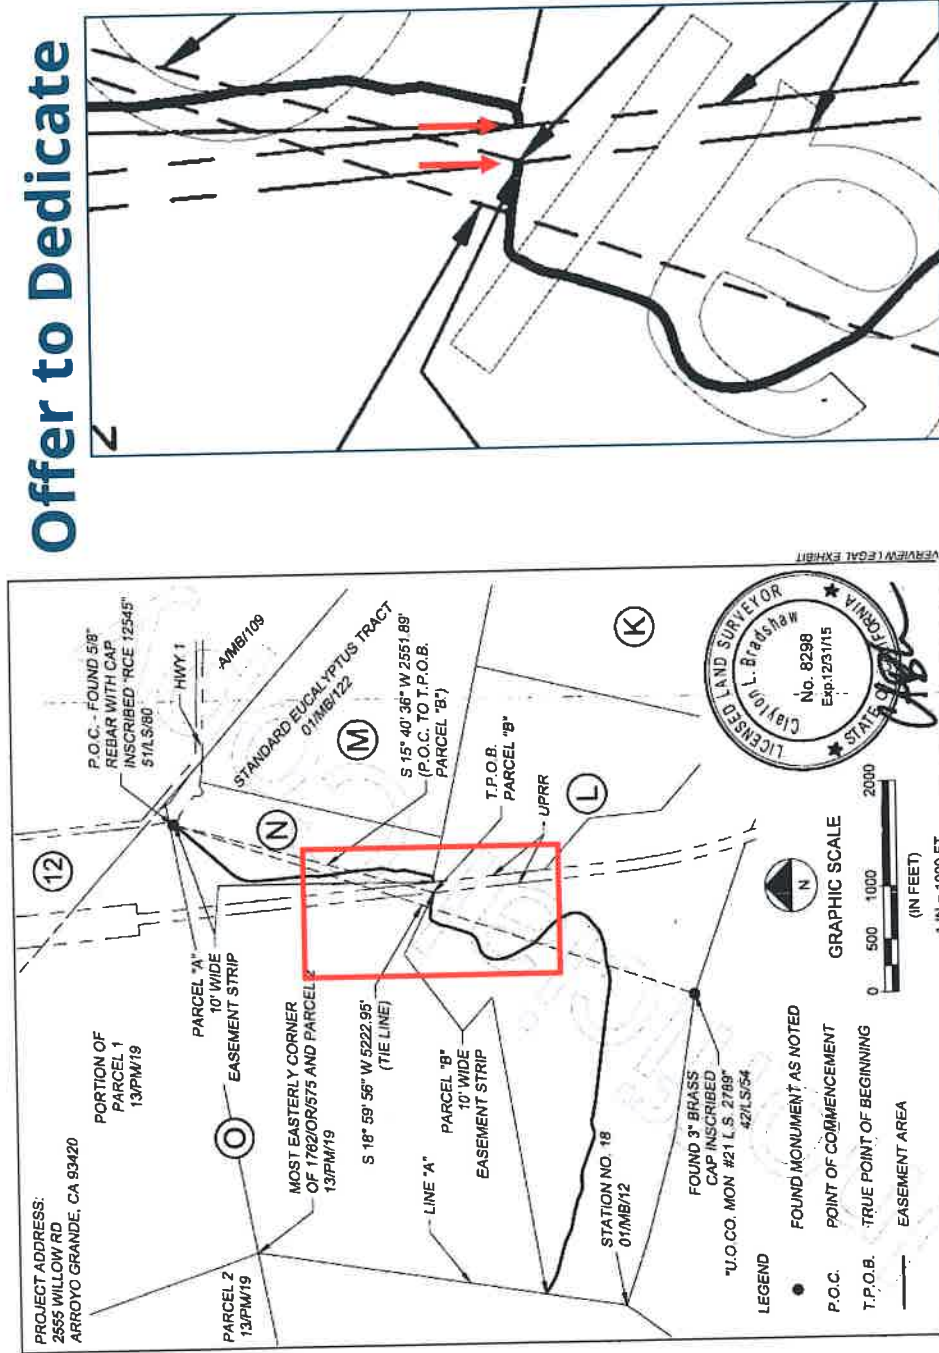 Offer to Dedicate
PROJECT ADDRESS:
2555 WILLOW RD
ARROYO GRANDE, CA 93420
PORTION OF
PARCEL 1
13/PM/19
12
P.O.C. - FOUND 5/8"
REBAR WITH CAP
INSCRIBED "RCE 12545"
51/LS/80
HWY 1
A/MB/109
STANDARD EUCALYPTUS TRACT
01/MB/122
PARCEL "A"
10' WIDE
EASEMENT STRIP
N
M
S 15° 40' 36" W 2551.89'
(P.O.C. TO T.P.O.B.
PARCEL "B")
O
PARCEL 2
13/PM/19
MOST EASTERLY CORNER
OF 1762/OR/575 AND PARCEL 2
13/PM/19
S 18° 59' 56" W 5222.95'
(TIE LINE)
T.P.O.B.
PARCEL "B"
UPRR
L
K
LINE "A"
PARCEL "B"
10' WIDE
EASEMENT STRIP
STATION NO. 18
01/MB/12
FOUND 3" BRASS
CAP INSCRIBED
"U.O.CO. MON #21 L.S. 2789"
42/LS/54
LEGEND
FOUND MONUMENT AS NOTED
P.O.C. POINT OF COMMENCEMENT
T.P.O.B. TRUE POINT OF BEGINNING
EASEMENT AREA
N
GRAPHIC SCALE
0 500 1000 2000
(IN FEET)
LICENSED LAND SURVEYOR
Clayton L. Bradshaw
No. 8298
Exp.12/31/15
STATE OF CALIFORNIA
VERVIEW LEGAL EXHIBIT